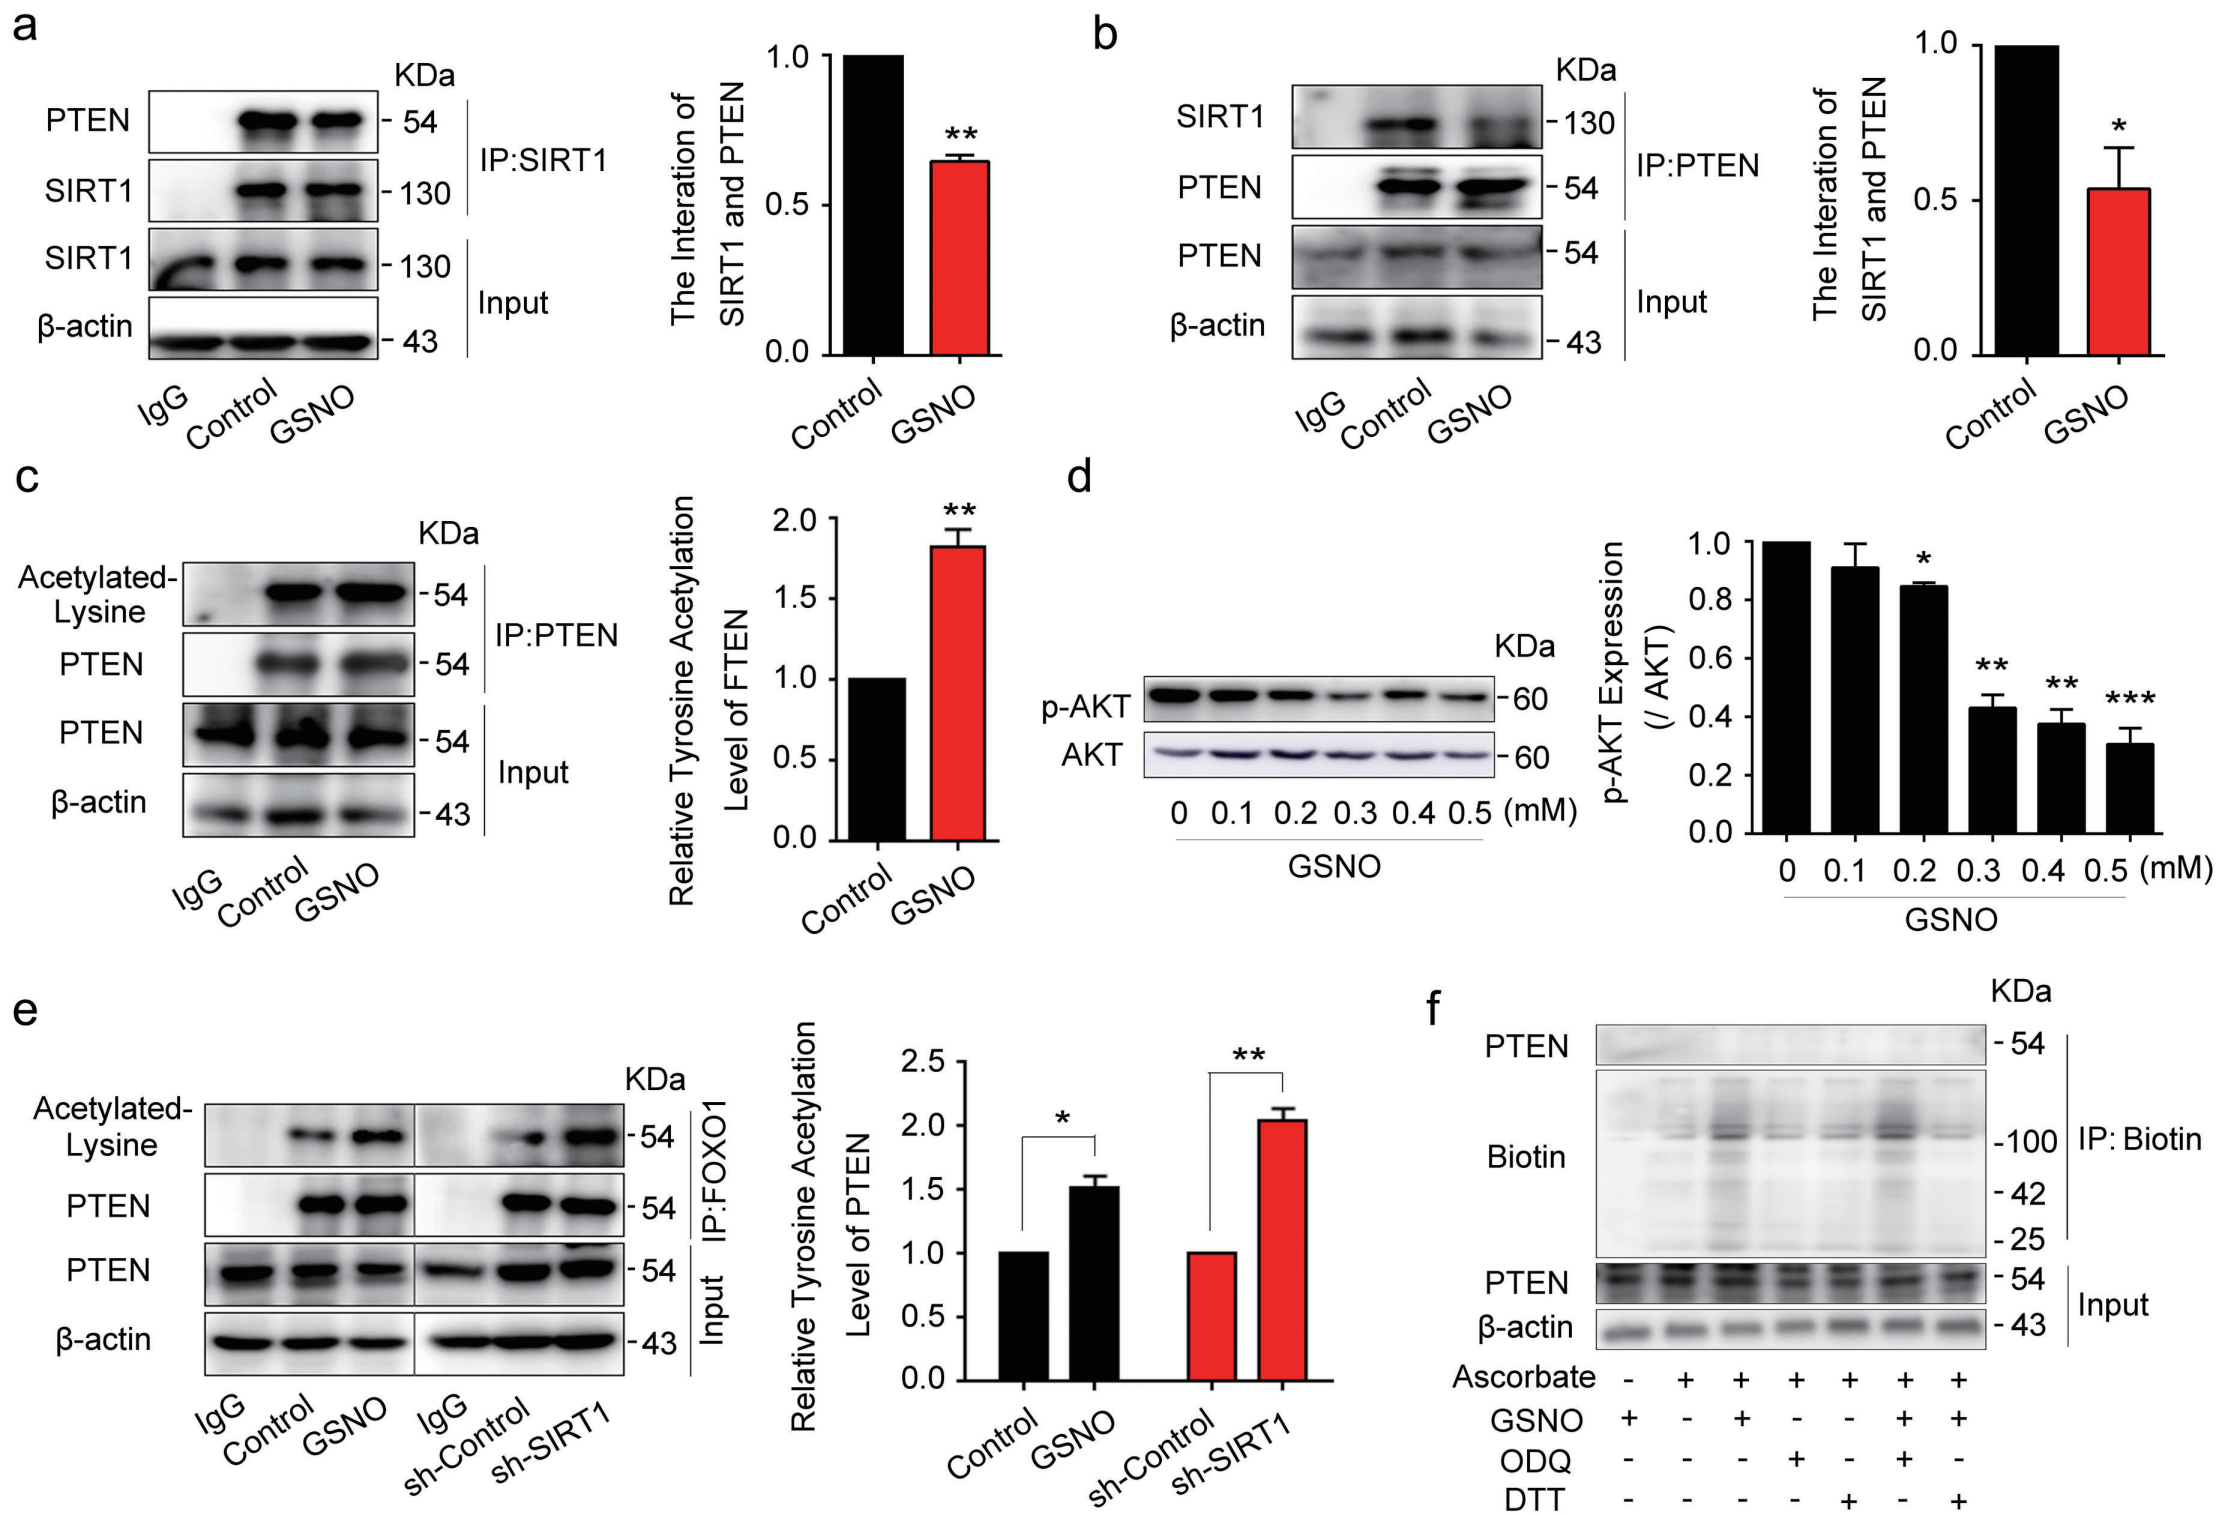 a
KDa
PTEN
- 54
SIRT1
- 130
IP:SIRT1
SIRT1
- 130
β-actin
- 43
Input
IgG
Control
GSNO
The Interation of
SIRT1 and PTEN
1.0
0.5
0.0
**
Control
GSNO
b
KDa
SIRT1
- 130
PTEN
- 54
IP:PTEN
PTEN
- 54
β-actin
- 43
Input
IgG
Control
GSNO
The Interation of
SIRT1 and PTEN
1.0
0.5
0.0
*
Control
GSNO
c
KDa
Acetylated-
Lysine
-54
PTEN
-54
IP:PTEN
PTEN
-54
β-actin
-43
Input
IgG
Control
GSNO
Relative Tyrosine Acetylation
Level of FTEN
2.0
1.5
1.0
0.5
0.0
**
Control
GSNO
d
KDa
p-AKT
-60
AKT
-60
0 0.1 0.2 0.3 0.4 0.5 (mM)
GSNO
p-AKT Expression
(/ AKT)
1.0
0.8
0.6
0.4
0.2
0.0
*
**
**
***
0 0.1 0.2 0.3 0.4 0.5 (mM)
GSNO
e
KDa
Acetylated-
Lysine
-54
PTEN
-54
IP:FOXO1
PTEN
-54
β-actin
-43
Input
IgG
Control
GSNO
IgG
sh-Control
sh-SIRT1
Relative Tyrosine Acetylation
Level of PTEN
2.5
2.0
1.5
1.0
0.5
0.0
*
**
Control
GSNO
sh-Control
sh-SIRT1
f
KDa
PTEN
- 54
Biotin
-100
- 42
- 25
IP: Biotin
PTEN
- 54
β-actin
- 43
Input
Ascorbate - + + + + + +
GSNO + - + - - + +
ODQ - - - + - + -
DTT - - - - + - +